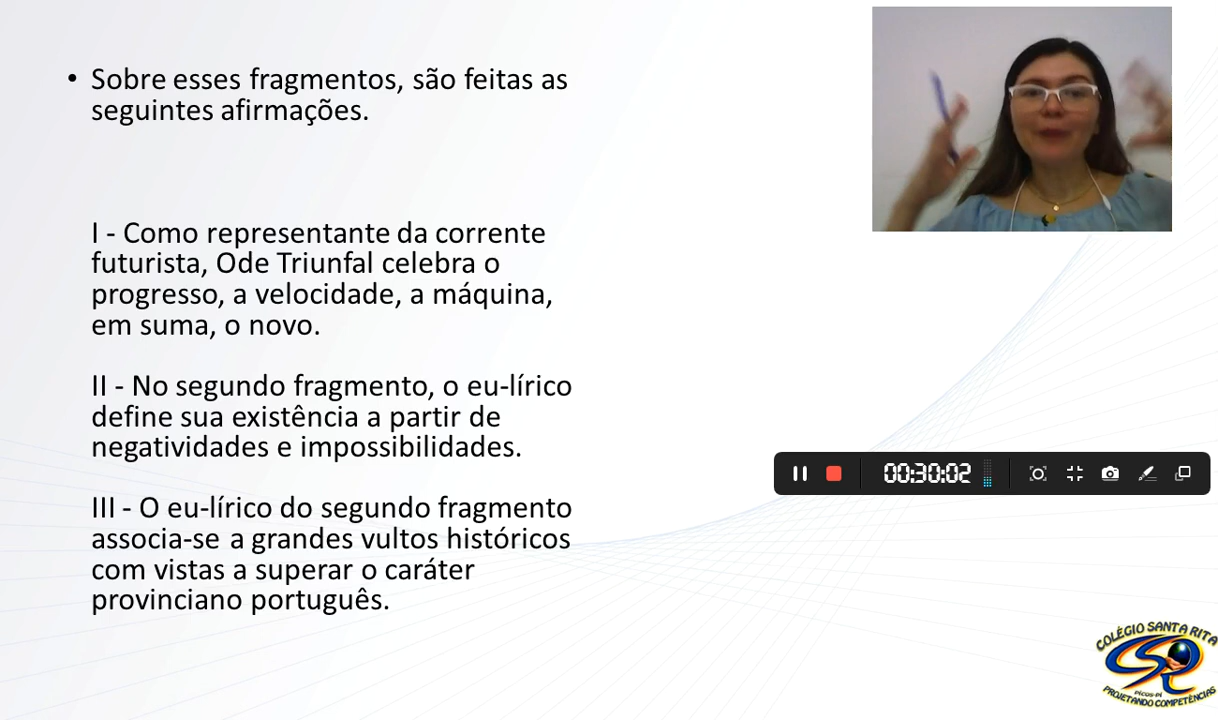 • Sobre esses fragmentos, são feitas as
seguintes afirmações.
I - Como representante da corrente
futurista, Ode Triunfal celebra o
progresso, a velocidade, a máquina,
em suma, o novo.
II - No segundo fragmento, o eu-lírico
define sua existência a partir de
negatividades e impossibilidades.
III - O eu-lírico do segundo fragmento
associa-se a grandes vultos históricos
com vistas a superar o caráter
provinciano português.
00:30:02
COLÉGIO SANTA RITA
PICOS-PI
PROJETANDO COMPETÊNCIAS